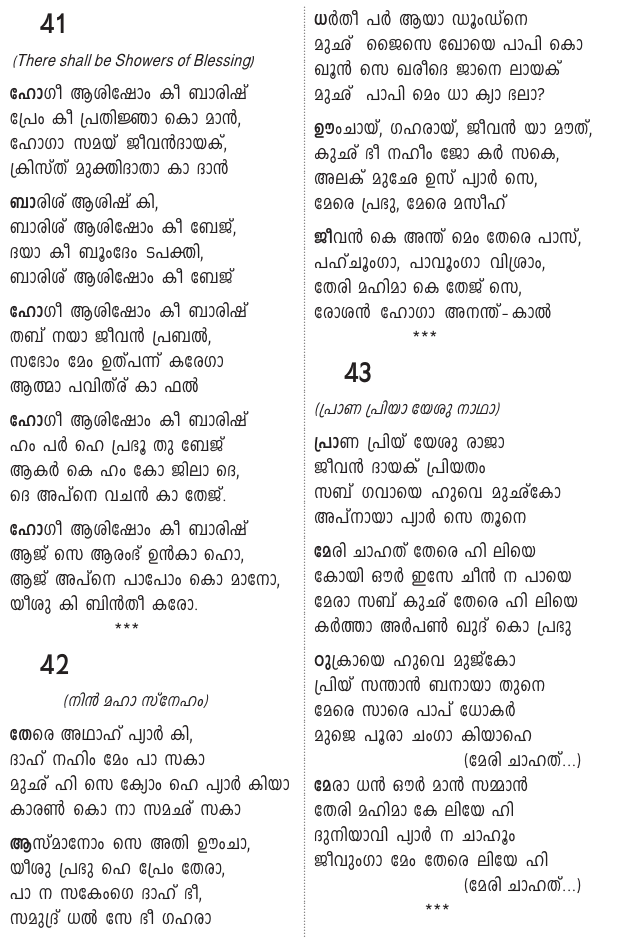 41
(There shall be Showers of Blessing)
ഹോഗീ ആശിഷോം കീ ബാരിഷ്
പ്രേം കീ പ്രതിജ്ഞാ കൊ മാൻ,
ഹോഗാ സമയ് ജീവൻദായക്,
ക്രിസ്ത് മുക്തിദാതാ കാ ദാൻ
ബാരിശ് ആശിഷ് കി,
ബാരിശ് ആശിഷോം കീ ബേജ്,
ദയാ കീ ബൂംദേം ടപക്തി,
ബാരിശ് ആശിഷോം കീ ബേജ്
ഹോഗീ ആശിഷോം കീ ബാരിഷ്
തബ് നയാ ജീവൻ പ്രബൽ,
സഭോം മേം ഉത്പന്ന് കരേഗാ
ആത്മാ പവിത്ര് കാ ഫൽ
ഹോഗീ ആശിഷോം കീ ബാരിഷ്
ഹം പർ ഹെ പ്രഭൂ തു ബേജ്
ആകർ കെ ഹം കോ ജിലാ ദെ,
ദെ അപ്നെ വചൻ കാ തേജ്.
ഹോഗീ ആശിഷോം കീ ബാരിഷ്
ആജ് സെ ആരംഭ് ഉൻകാ ഹൊ,
ആജ് അപ്നെ പാപോം കൊ മാനോ,
യീശു കി ബിൻതീ കരോ.
***
42
(നിൻ മഹാ സ്നേഹം)
തേരെ അഥാഹ് പ്യാർ കി,
ദാഹ് നഹിം മേം പാ സകാ
മുഛ് ഹി സെ ക്യോം ഹെ പ്യാർ കിയാ
കാരൺ കൊ നാ സമഛ് സകാ
ആസ്മാനോം സെ അതി ഊംചാ,
യീശു പ്രഭു ഹെ പ്രേം തേരാ,
പാ ന സകേംഗെ ദാഹ് ഭീ,
സമുദ്ര് ധൽ സേ ഭീ ഗഹരാ
ധർതീ പർ ആയാ ഡൂംഡ്നെ
മുഛ് ജൈസെ ഖോയെ പാപി കൊ
ഖൂൻ സെ ഖരീദെ ജാനെ ലായക്
മുഛ് പാപി മെം ധാ ക്യാ ഭലാ?
ഊംചായ്, ഗഹരായ്, ജീവൻ യാ മൗത്,
കുഛ് ഭീ നഹീം ജോ കർ സകെ,
അലക് മുഛേ ഉസ് പ്യാർ സെ,
മേരെ പ്രഭു, മേരെ മസീഹ്
ജീവൻ കെ അന്ത് മെം തേരെ പാസ്,
പഹ്ചൂംഗാ, പാവൂംഗാ വിശ്രാം,
തേരി മഹിമാ കെ തേജ് സെ,
രോശൻ ഹോഗാ അനന്ത്-കാൽ
***
43
(പ്രാണ പ്രിയാ യേശു നാഥാ)
പ്രാണ പ്രിയ് യേശു രാജാ
ജീവൻ ദായക് പ്രിയതം
സബ് ഗവായെ ഹുവെ മുഛ്കോ
അപ്നായാ പ്യാർ സെ തൂനെ
മേരി ചാഹത് തേരെ ഹി ലിയെ
കോയി ഔർ ഇസേ ചീൻ ന പായെ
മേരാ സബ് കുഛ് തേരെ ഹി ലിയെ
കർത്താ അർപൺ ഖുദ് കൊ പ്രഭു
ഠുക്രായെ ഹുവെ മുജ്കോ
പ്രിയ് സന്താൻ ബനായാ തുനെ
മേരെ സാരെ പാപ് ധോകർ
മുജെ പൂരാ ചംഗാ കിയാഹെ
(മേരി ചാഹത്...)
മേരാ ധൻ ഔർ മാൻ സമ്മാൻ
തേരി മഹിമാ കേ ലിയേ ഹി
ദുനിയാവി പ്യാർ ന ചാഹൂം
ജീവുംഗാ മേം തേരെ ലിയേ ഹി
(മേരി ചാഹത്...)
***